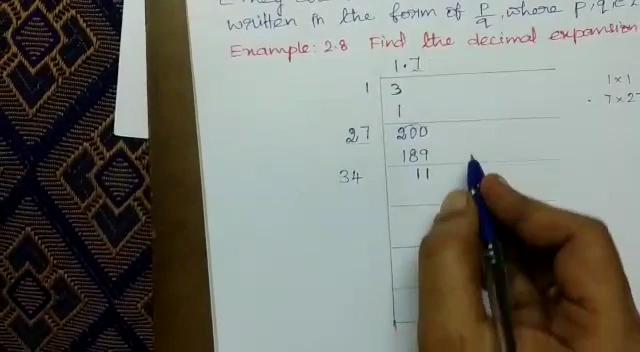 written in the form of p/q, where p, q ∈ Z
Example: 2.8 Find the decimal expansion
1.7
1 3 1×1
1 7×27
27 200
189
34 11